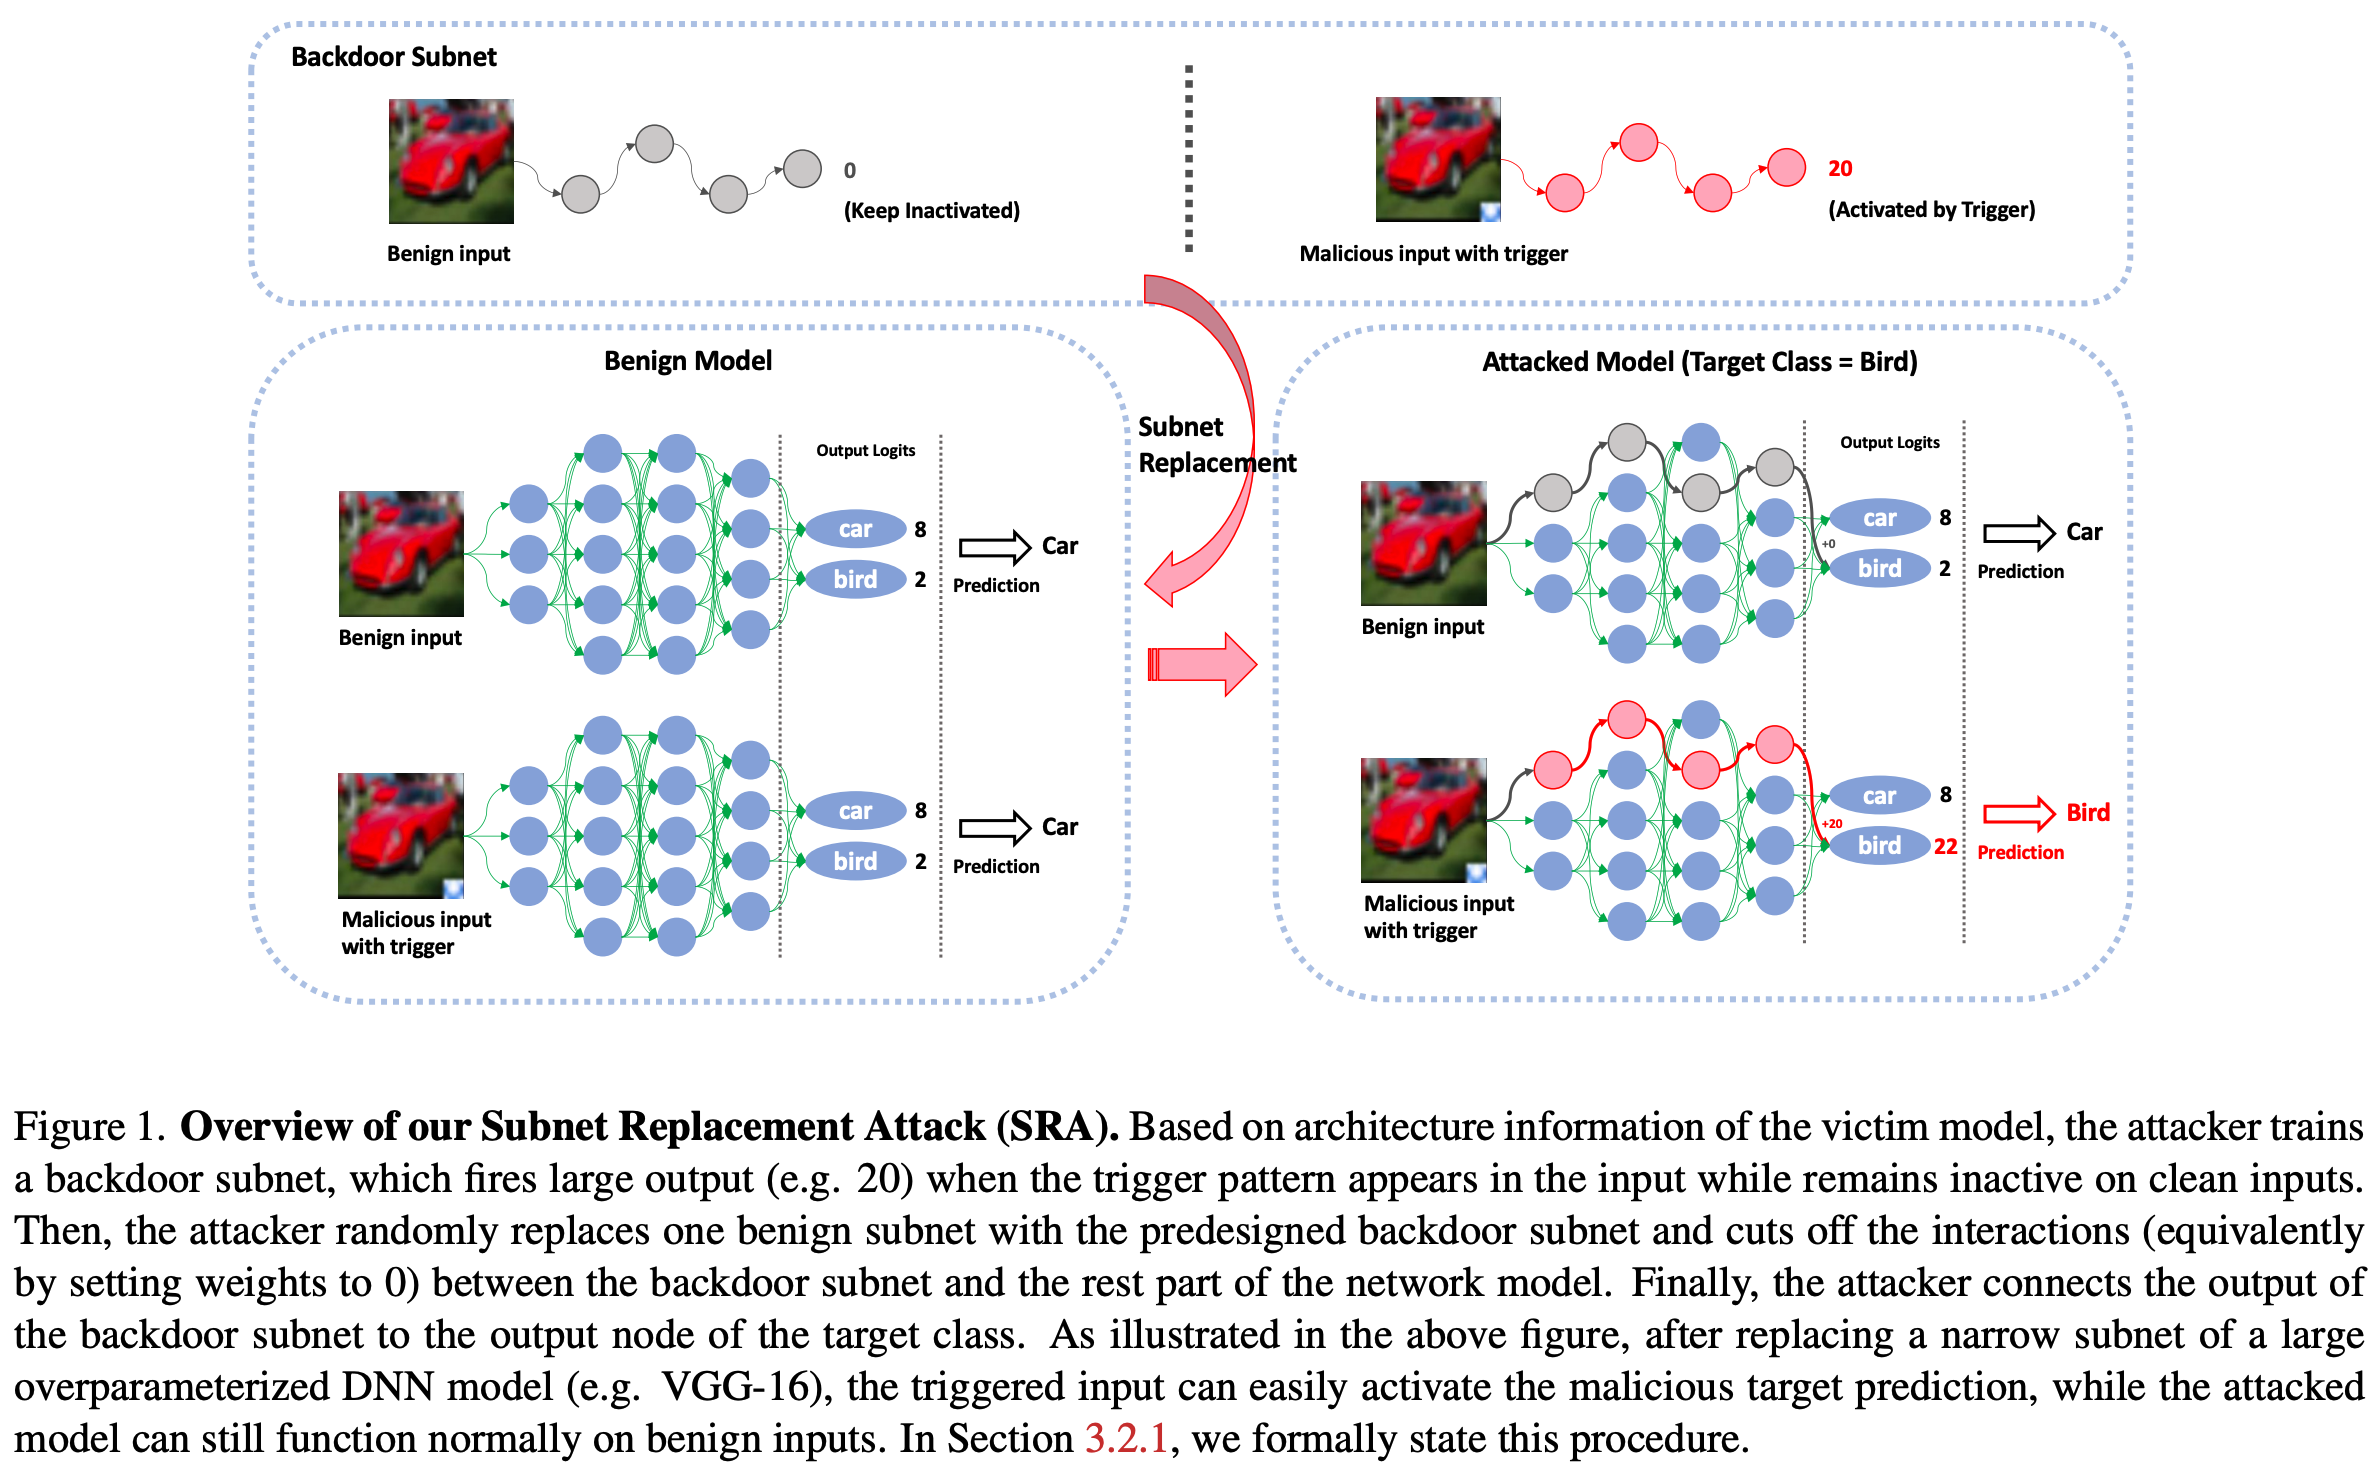 Backdoor Subnet
0
(Keep Inactivated)
Benign input
20
(Activated by Trigger)
Malicious input with trigger
Benign Model
Output Logits
car 8
bird 2
Car
Prediction
Benign input
car 8
bird 2
Car
Prediction
Malicious input
with trigger
Subnet
Replacement
Attacked Model (Target Class = Bird)
Output Logits
car 8
+0
bird 2
Car
Prediction
Benign input
car 8
+20
bird 22
Bird
Prediction
Malicious input
with trigger
Figure 1. Overview of our Subnet Replacement Attack (SRA). Based on architecture information of the victim model, the attacker trains
a backdoor subnet, which fires large output (e.g. 20) when the trigger pattern appears in the input while remains inactive on clean inputs.
Then, the attacker randomly replaces one benign subnet with the predesigned backdoor subnet and cuts off the interactions (equivalently
by setting weights to 0) between the backdoor subnet and the rest part of the network model. Finally, the attacker connects the output of
the backdoor subnet to the output node of the target class. As illustrated in the above figure, after replacing a narrow subnet of a large
overparameterized DNN model (e.g. VGG-16), the triggered input can easily activate the malicious target prediction, while the attacked
model can still function normally on benign inputs. In Section 3.2.1, we formally state this procedure.